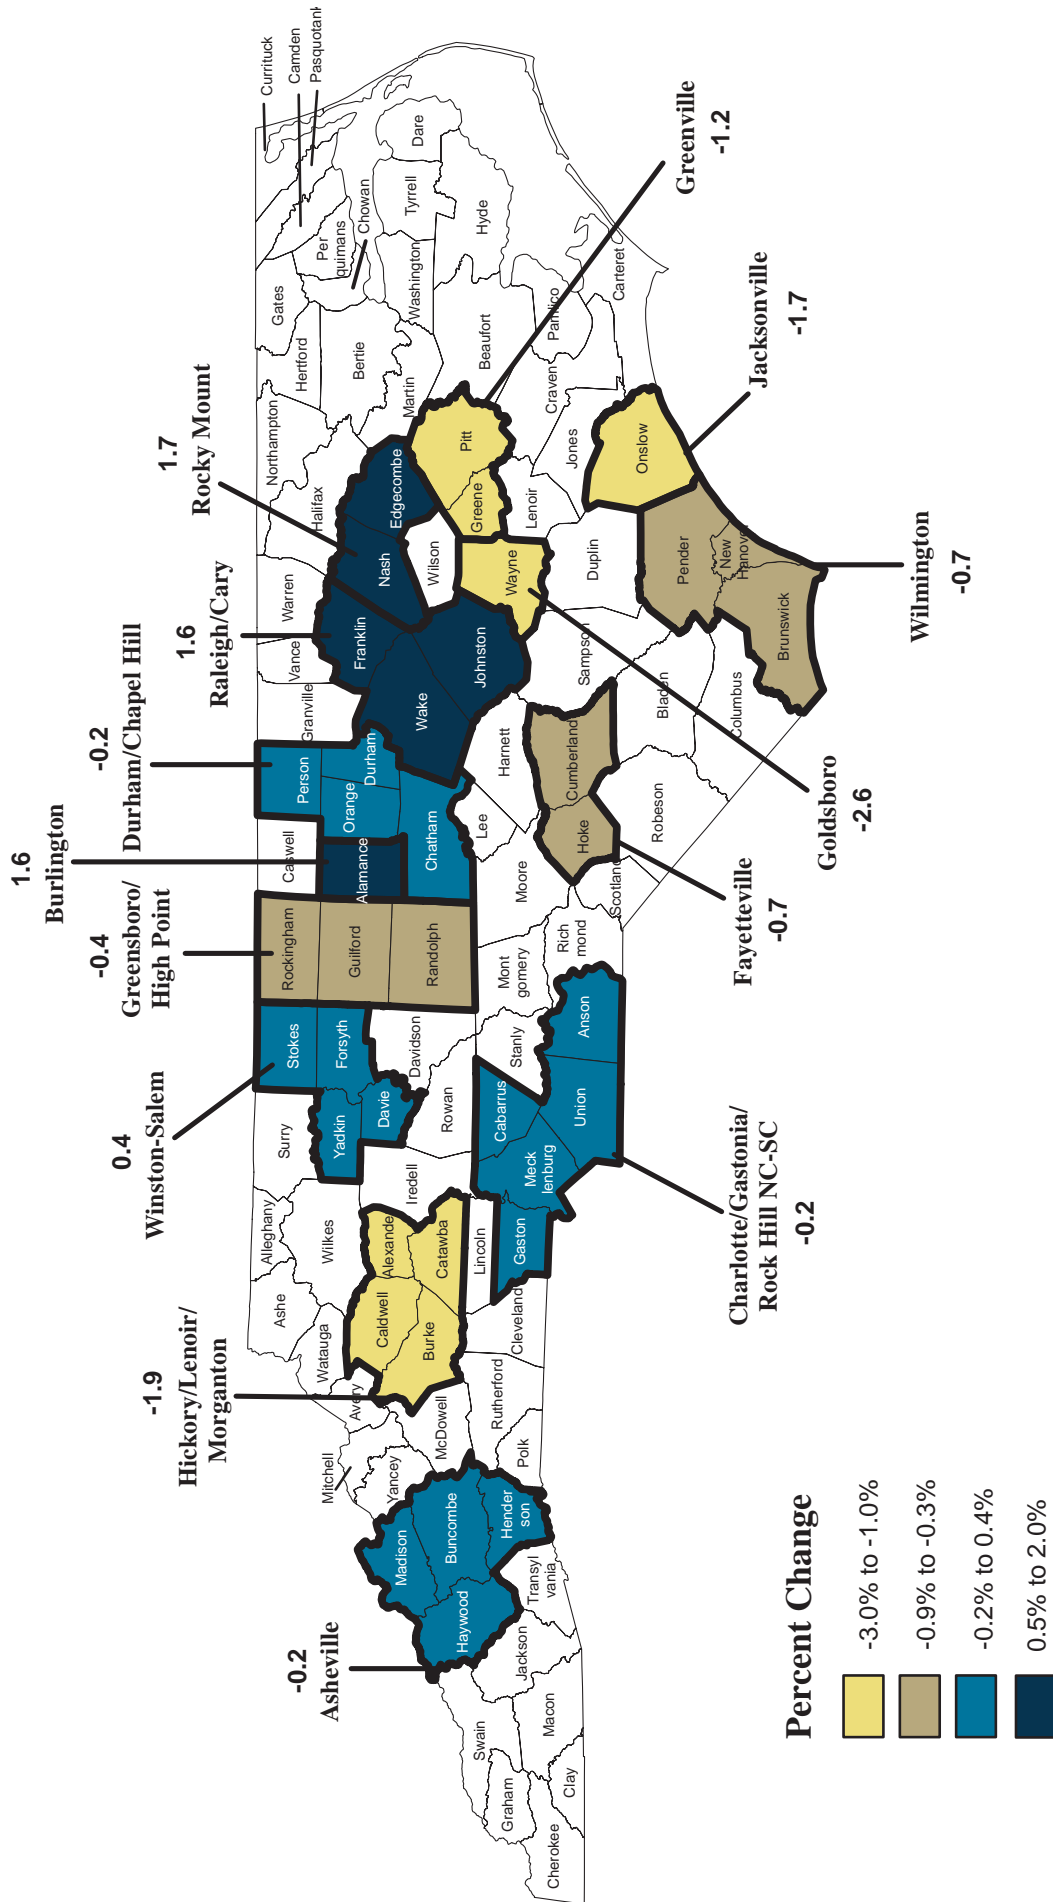 1.6
Burlington
-0.2
Durham/Chapel Hill
1.6
Raleigh/Cary
1.7
Rocky Mount
-0.4
Greensboro/
High Point
0.4
Winston-Salem
-1.9
Hickory/Lenoir/
Morganton
-0.2
Asheville
Currituck
Camden
Pasquotank
Gates
Per
quimans
Chowan
Hertford
Northampton
Halifax
Warren
Vance
Granville
Person
Caswell
Rockingham
Stokes
Surry
Alleghany
Ashe
Watauga
Wilkes
Yadkin
Forsyth
Guilford
Alamance
Orange
Durham
Franklin
Nash
Edgecombe
Bertie
Martin
Washington
Tyrrell
Dare
Hyde
Beaufort
Pitt
Greene
Wilson
Wayne
Johnston
Wake
Chatham
Randolph
Davidson
Davie
Rowan
Iredell
Alexande
Catawba
Caldwell
Burke
Avery
Mitchell
Yancey
McDowell
Madison
Buncombe
Haywood
Hender
son
Transyl
vania
Polk
Rutherford
Cleveland
Lincoln
Gaston
Meck
lenburg
Cabarrus
Stanly
Union
Anson
Mont
gomery
Rich
mond
Moore
Lee
Harnett
Hoke
Cumberland
Scotland
Robeson
Bladen
Columbus
Sampson
Duplin
Lenoir
Craven
Jones
Pamlico
Carteret
Onslow
Pender
New
Hanover
Brunswick
Swain
Graham
Jackson
Macon
Cherokee
Clay
Greenville
-1.2
Jacksonville
-1.7
Wilmington
-0.7
Goldsboro
-2.6
Fayetteville
-0.7
Charlotte/Gastonia/
Rock Hill NC-SC
-0.2
Percent Change
-3.0% to -1.0%
-0.9% to -0.3%
-0.2% to 0.4%
0.5% to 2.0%